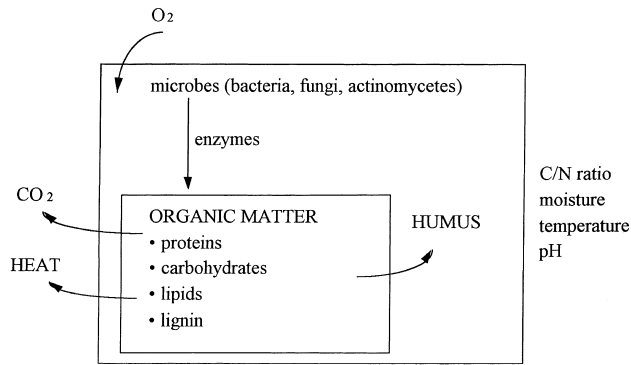 O2
microbes (bacteria, fungi, actinomycetes)
enzymes
C/N ratio
moisture
temperature
pH
CO2
HEAT
ORGANIC MATTER
• proteins
• carbohydrates
• lipids
• lignin
HUMUS